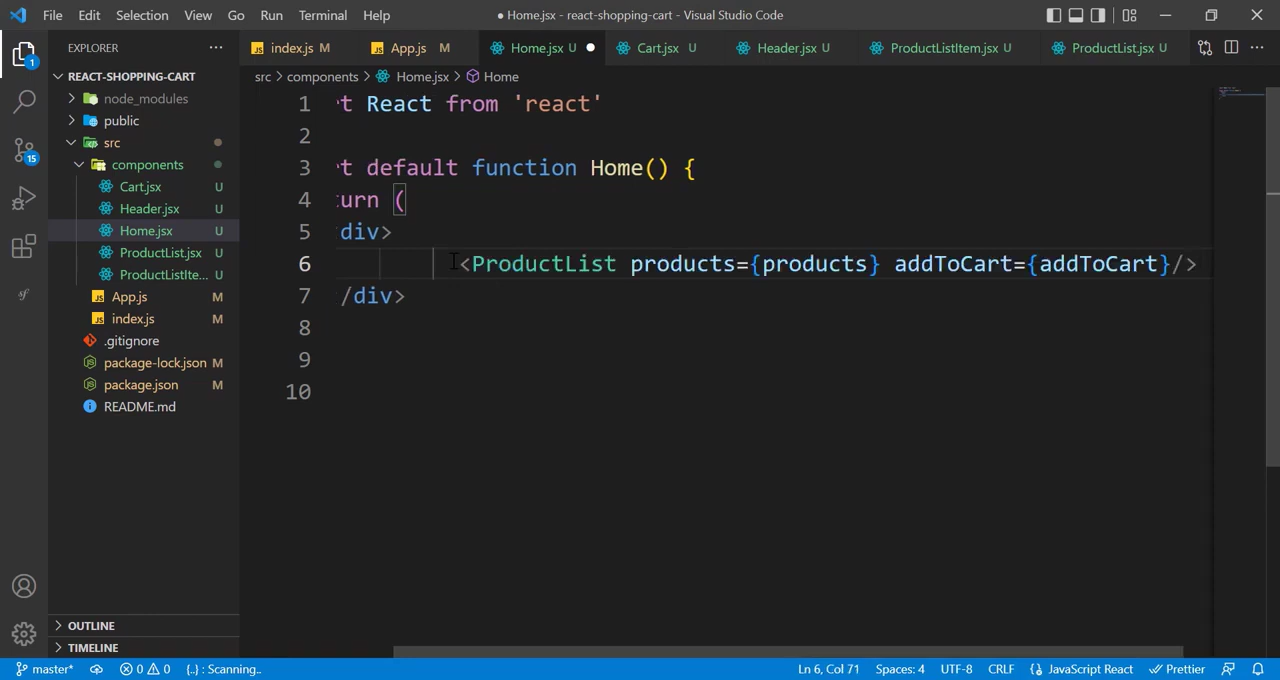 File Edit Selection View Go Run Terminal Help
● Home.jsx - react-shopping-cart - Visual Studio Code
EXPLORER
REACT-SHOPPING-CART
node_modules
public
src
components
Cart.jsx U
Header.jsx U
Home.jsx U
ProductList.jsx U
ProductListIte... U
App.js M
index.js M
.gitignore
package-lock.json M
package.json M
README.md
OUTLINE
TIMELINE
1
15
index.js M App.js M Home.jsx U Cart.jsx U Header.jsx U ProductListItem.jsx U ProductList.jsx U
src > components > Home.jsx > Home
1 rt React from 'react'
2
3 rt default function Home() {
4 urn (
5 div>
6 <ProductList products={products} addToCart={addToCart}/>
7 /div>
8
9
10
master* 0 0 {..} : Scanning.. Ln 6, Col 71 Spaces: 4 UTF-8 CRLF JavaScript React Prettier